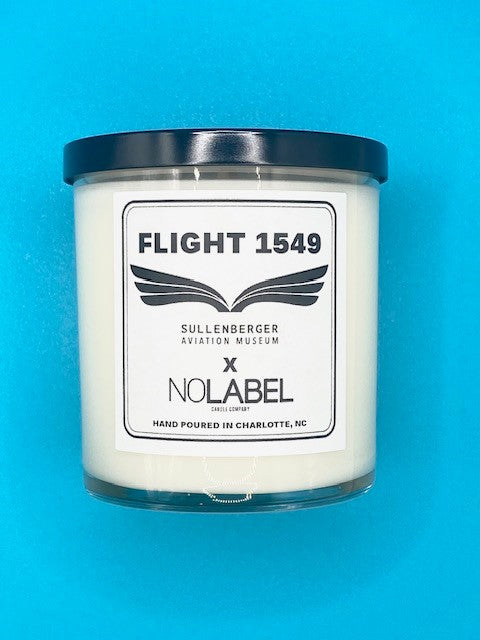 FLIGHT 1549
SULLENBERGER
AVIATION MUSEUM
X
NOLABEL
CANDLE COMPANY
HAND POURED IN CHARLOTTE, NC